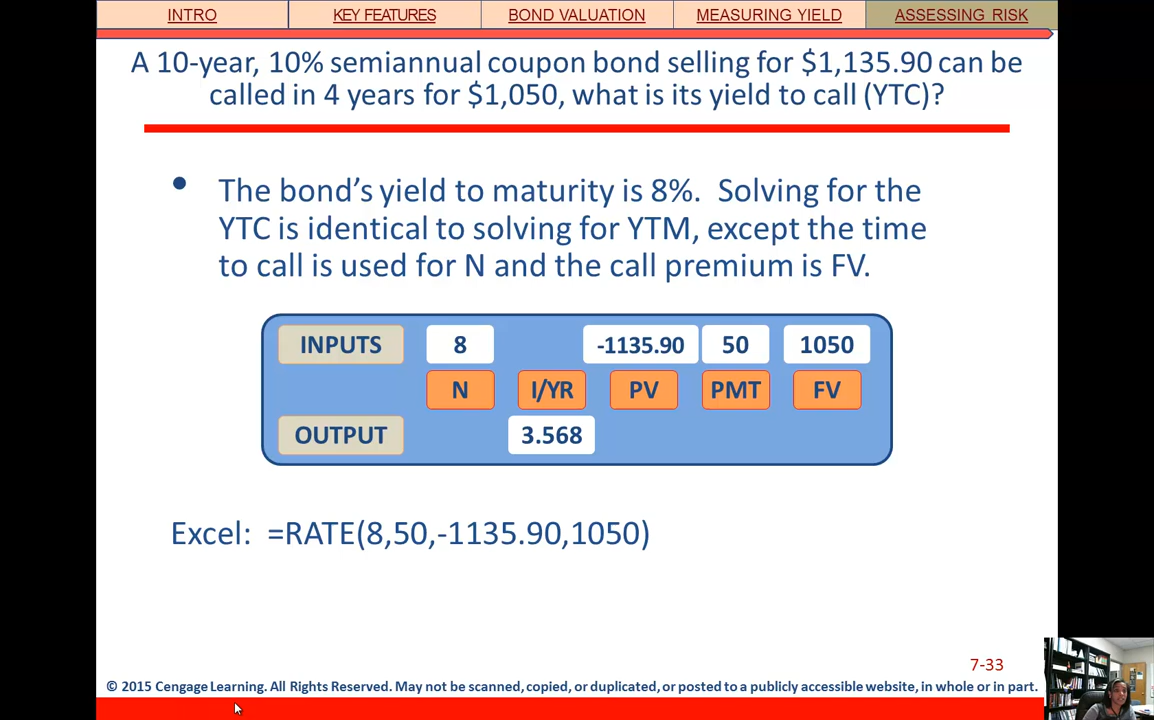 INTRO KEY FEATURES BOND VALUATION MEASURING YIELD ASSESSING RISK
A 10-year, 10% semiannual coupon bond selling for $1,135.90 can be
called in 4 years for $1,050, what is its yield to call (YTC)?
• The bond’s yield to maturity is 8%. Solving for the
YTC is identical to solving for YTM, except the time
to call is used for N and the call premium is FV.
INPUTS 8 -1135.90 50 1050
N I/YR PV PMT FV
OUTPUT 3.568
Excel: =RATE(8,50,-1135.90,1050)
7-33
© 2015 Cengage Learning. All Rights Reserved. May not be scanned, copied, or duplicated, or posted to a publicly accessible website, in whole or in part.